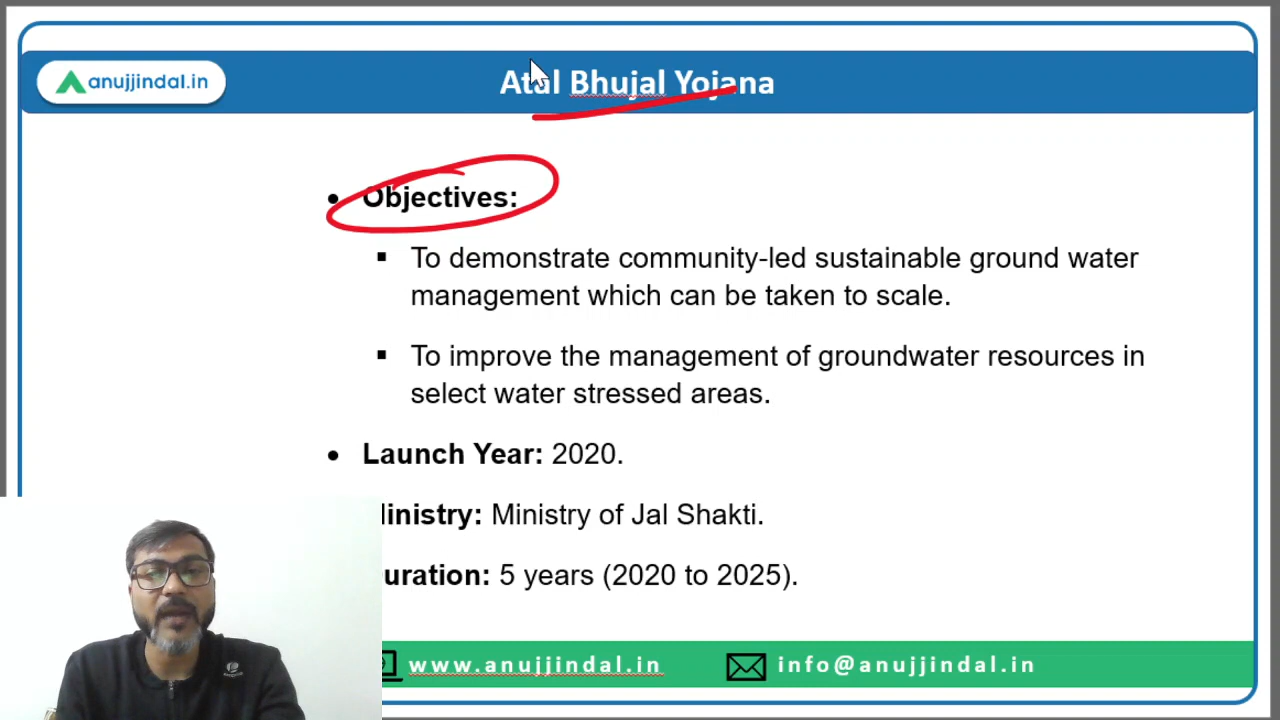 anujjindal.in
Atal Bhujal Yojana
• Objectives:
▪ To demonstrate community-led sustainable ground water
management which can be taken to scale.
▪ To improve the management of groundwater resources in
select water stressed areas.
• Launch Year: 2020.
inistry: Ministry of Jal Shakti.
uration: 5 years (2020 to 2025).
www.anujjindal.in info@anujjindal.in